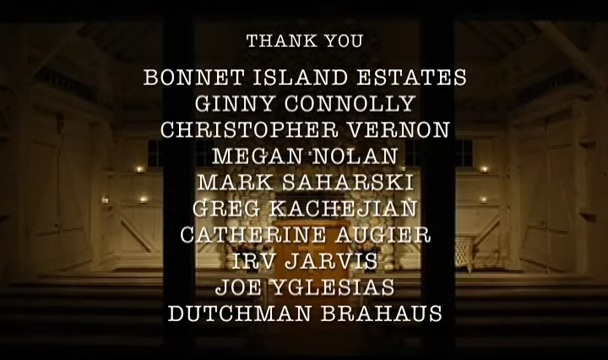 THANK YOU
BONNET ISLAND ESTATES
GINNY CONNOLLY
CHRISTOPHER VERNON
MEGAN NOLAN
MARK SAHARSKI
GREG KACHEJIAN
CATHERINE AUGIER
IRV JARVIS
JOE YGLESIAS
DUTCHMAN BRAHAUS